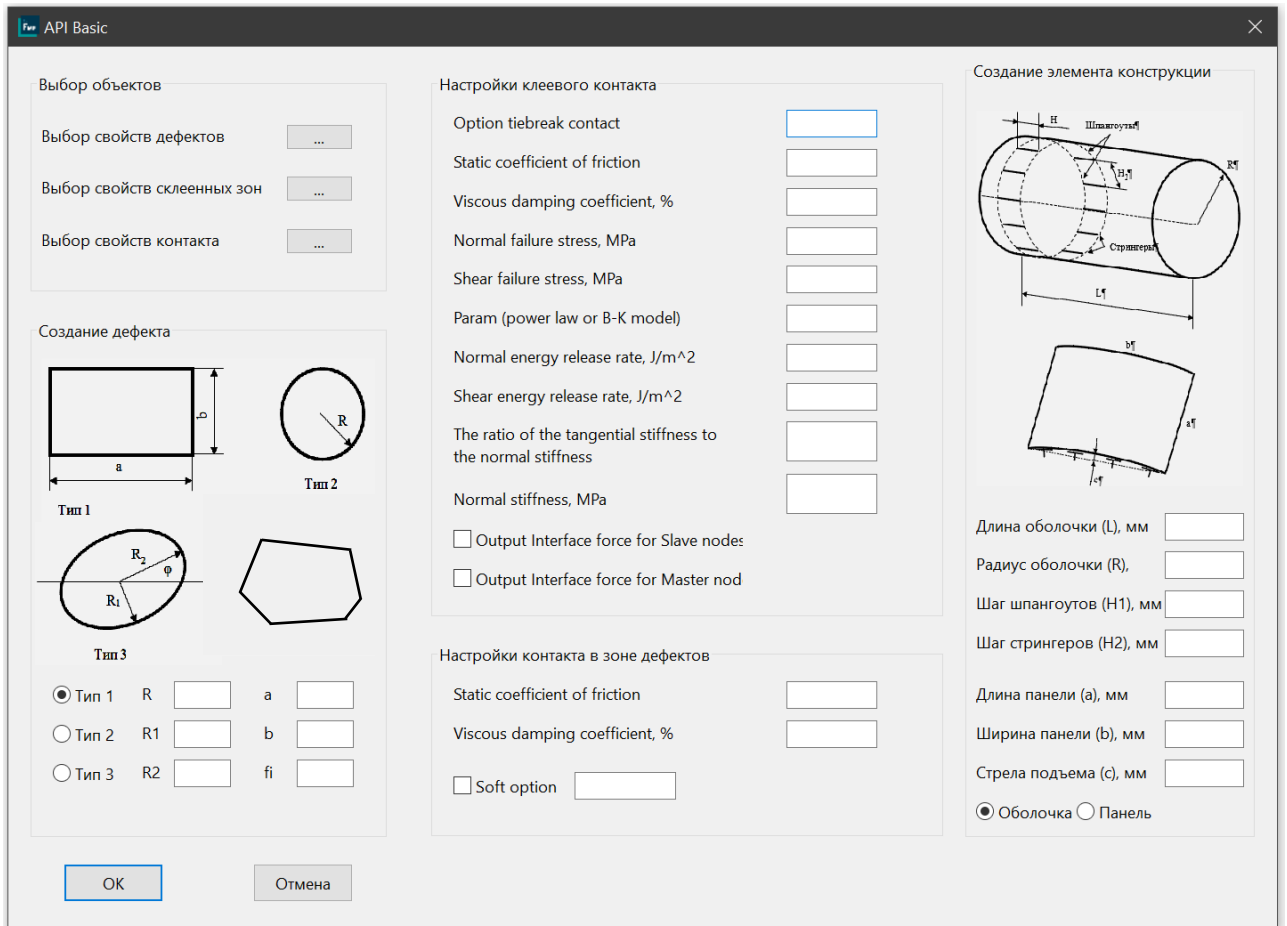 API Basic
Выбор объектов
Выбор свойств дефектов
...
Выбор свойств склеенных зон
...
Выбор свойств контакта
...
Создание дефекта
b
a
R
Тип 1
Тип 2
R2
φ
R1
Тип 3
Тип 1
R
a
Тип 2
R1
b
Тип 3
R2
fi
OK
Отмена
Настройки клеевого контакта
Option tiebreak contact
Static coefficient of friction
Viscous damping coefficient, %
Normal failure stress, MPa
Shear failure stress, MPa
Param (power law or B-K model)
Normal energy release rate, J/m^2
Shear energy release rate, J/m^2
The ratio of the tangential stiffness to
the normal stiffness
Normal stiffness, MPa
Output Interface force for Slave nodes
Output Interface force for Master nod
Настройки контакта в зоне дефектов
Static coefficient of friction
Viscous damping coefficient, %
Soft option
Создание элемента конструкции
H
Шпангоуты¶
R¶
H2¶
Стрингеры¶
L¶
b¶
a¶
c¶
Длина оболочки (L), мм
Радиус оболочки (R),
Шаг шпангоутов (H1), мм
Шаг стрингеров (H2), мм
Длина панели (a), мм
Ширина панели (b), мм
Стрела подъема (c), мм
Оболочка
Панель